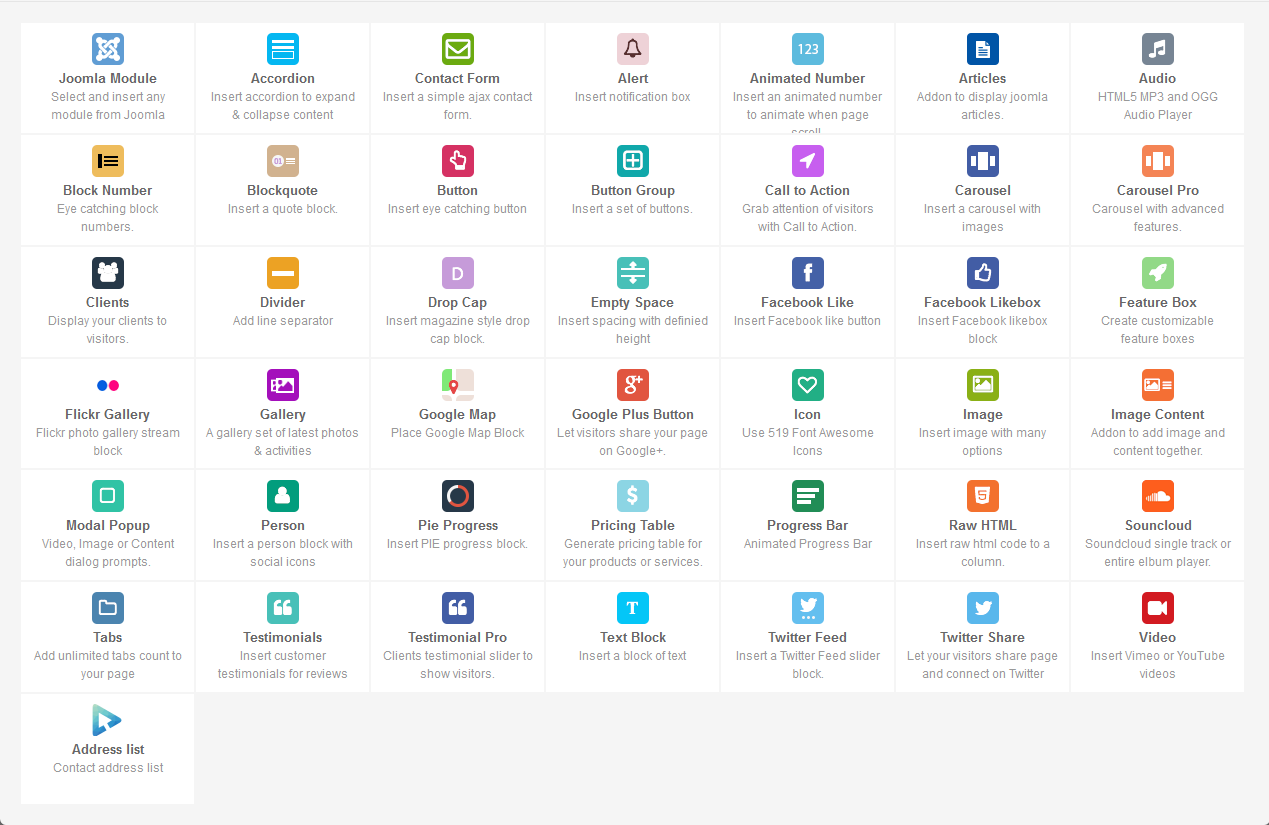 Joomla Module
Select and insert any
module from Joomla
Accordion
Insert accordion to expand
& collapse content
Contact Form
Insert a simple ajax contact
form.
Alert
Insert notification box
123
Animated Number
Insert an animated number
to animate when page
scroll
Articles
Addon to display joomla
articles.
Audio
HTML5 MP3 and OGG
Audio Player
Block Number
Eye catching block
numbers.
01
Blockquote
Insert a quote block.
Button
Insert eye catching button
Button Group
Insert a set of buttons.
Call to Action
Grab attention of visitors
with Call to Action.
Carousel
Insert a carousel with
images
Carousel Pro
Carousel with advanced
features.
Clients
Display your clients to
visitors.
Divider
Add line separator
D
Drop Cap
Insert magazine style drop
cap block.
Empty Space
Insert spacing with definied
height
f
Facebook Like
Insert Facebook like button
Facebook Likebox
Insert Facebook likebox
block
Feature Box
Create customizable
feature boxes
Flickr Gallery
Flickr photo gallery stream
block
Gallery
A gallery set of latest photos
& activities
Google Map
Place Google Map Block
g+
Google Plus Button
Let visitors share your page
on Google+.
Icon
Use 519 Font Awesome
Icons
Image
Insert image with many
options
Image Content
Addon to add image and
content together.
Modal Popup
Video, Image or Content
dialog prompts.
Person
Insert a person block with
social icons
Pie Progress
Insert PIE progress block.
$
Pricing Table
Generate pricing table for
your products or services.
Progress Bar
Animated Progress Bar
5
Raw HTML
Insert raw html code to a
column.
Souncloud
Soundcloud single track or
entire elbum player.
Tabs
Add unlimited tabs count to
your page
Testimonials
Insert customer
testimonials for reviews
Testimonial Pro
Clients testimonial slider to
show visitors.
T
Text Block
Insert a block of text
Twitter Feed
Insert a Twitter Feed slider
block.
Twitter Share
Let your visitors share page
and connect on Twitter
Video
Insert Vimeo or YouTube
videos
Address list
Contact address list